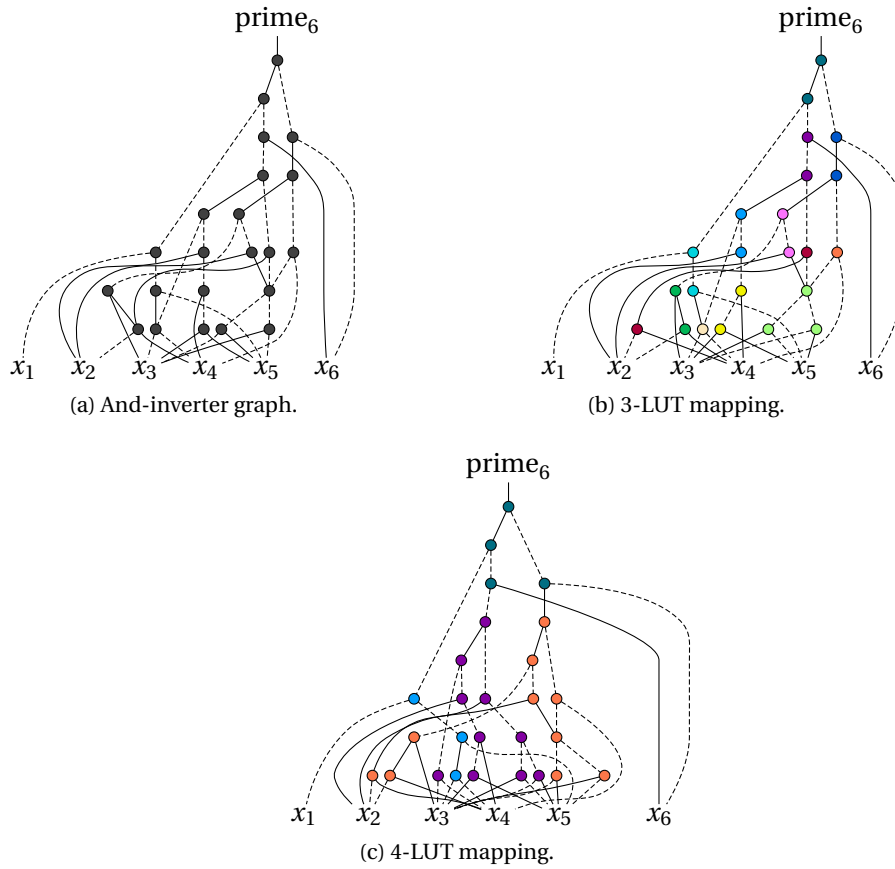 prime₆ prime₆
x₁ x₂ x₃ x₄ x₅ x₆ x₁ x₂ x₃ x₄ x₅ x₆
(a) And-inverter graph. (b) 3-LUT mapping.
prime₆
x₁ x₂ x₃ x₄ x₅ x₆
(c) 4-LUT mapping.